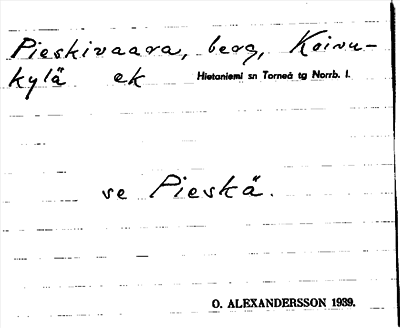 Pieskivaara, berg, Koivu-
kylä ek Hietaniemi sn Torneå tg Norrb. l.
se Pieskä.
O. ALEXANDERSSON 1939.